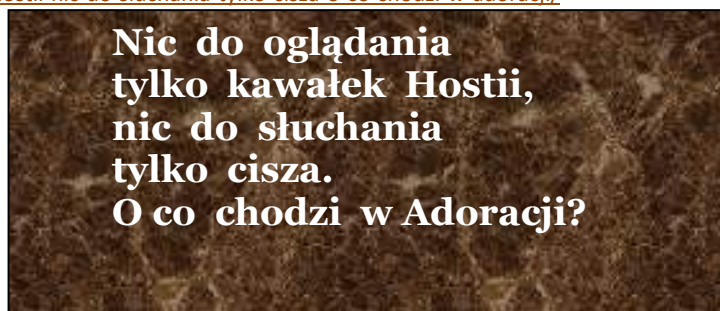 Nic do oglądania
tylko kawałek Hostii,
nic do słuchania
tylko cisza.
O co chodzi w Adoracji?